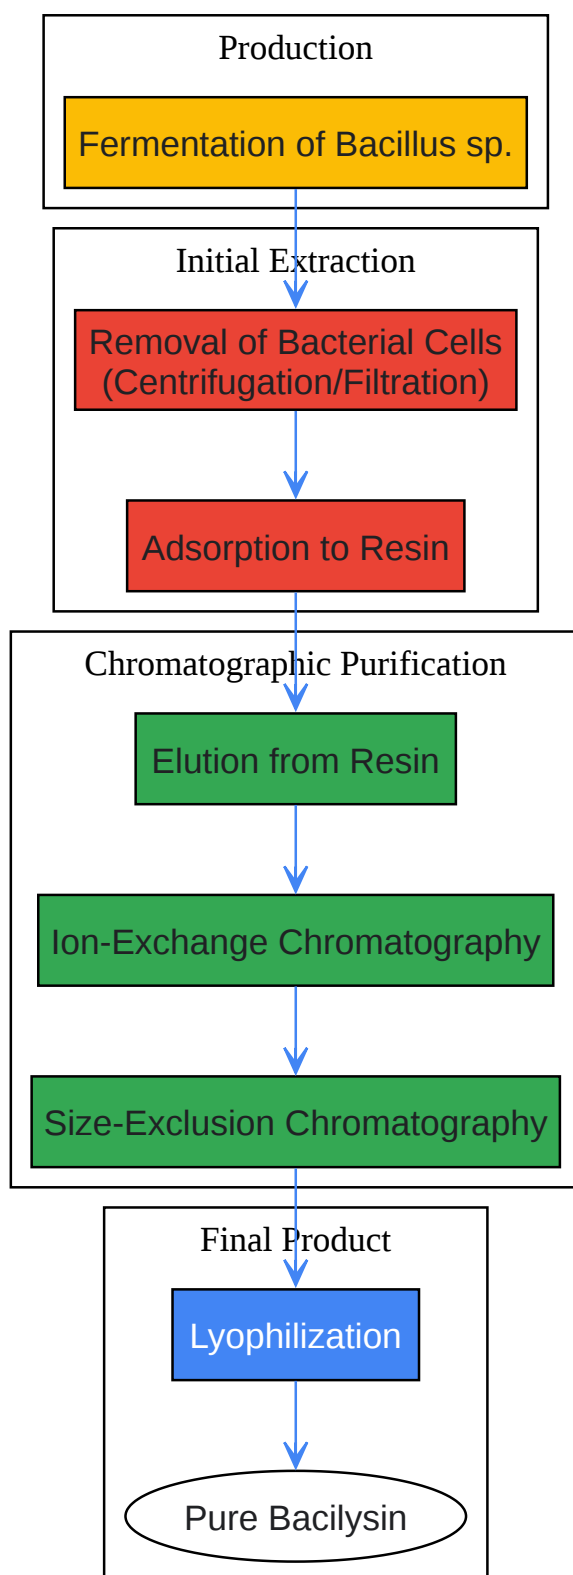 Production
Fermentation of Bacillus sp.
Initial Extraction
Removal of Bacterial Cells
(Centrifugation/Filtration)
Adsorption to Resin
Chromatographic Purification
Elution from Resin
Ion-Exchange Chromatography
Size-Exclusion Chromatography
Final Product
Lyophilization
Pure Bacilysin